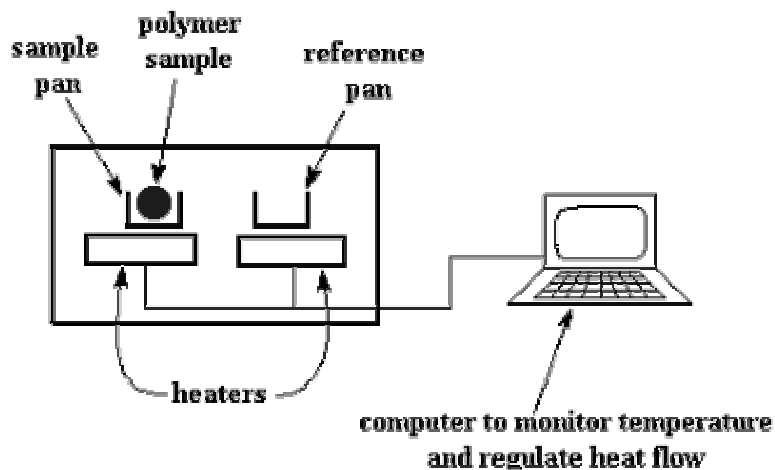 sample
pan
polymer
sample
reference
pan
heaters
computer to monitor temperature
and regulate heat flow